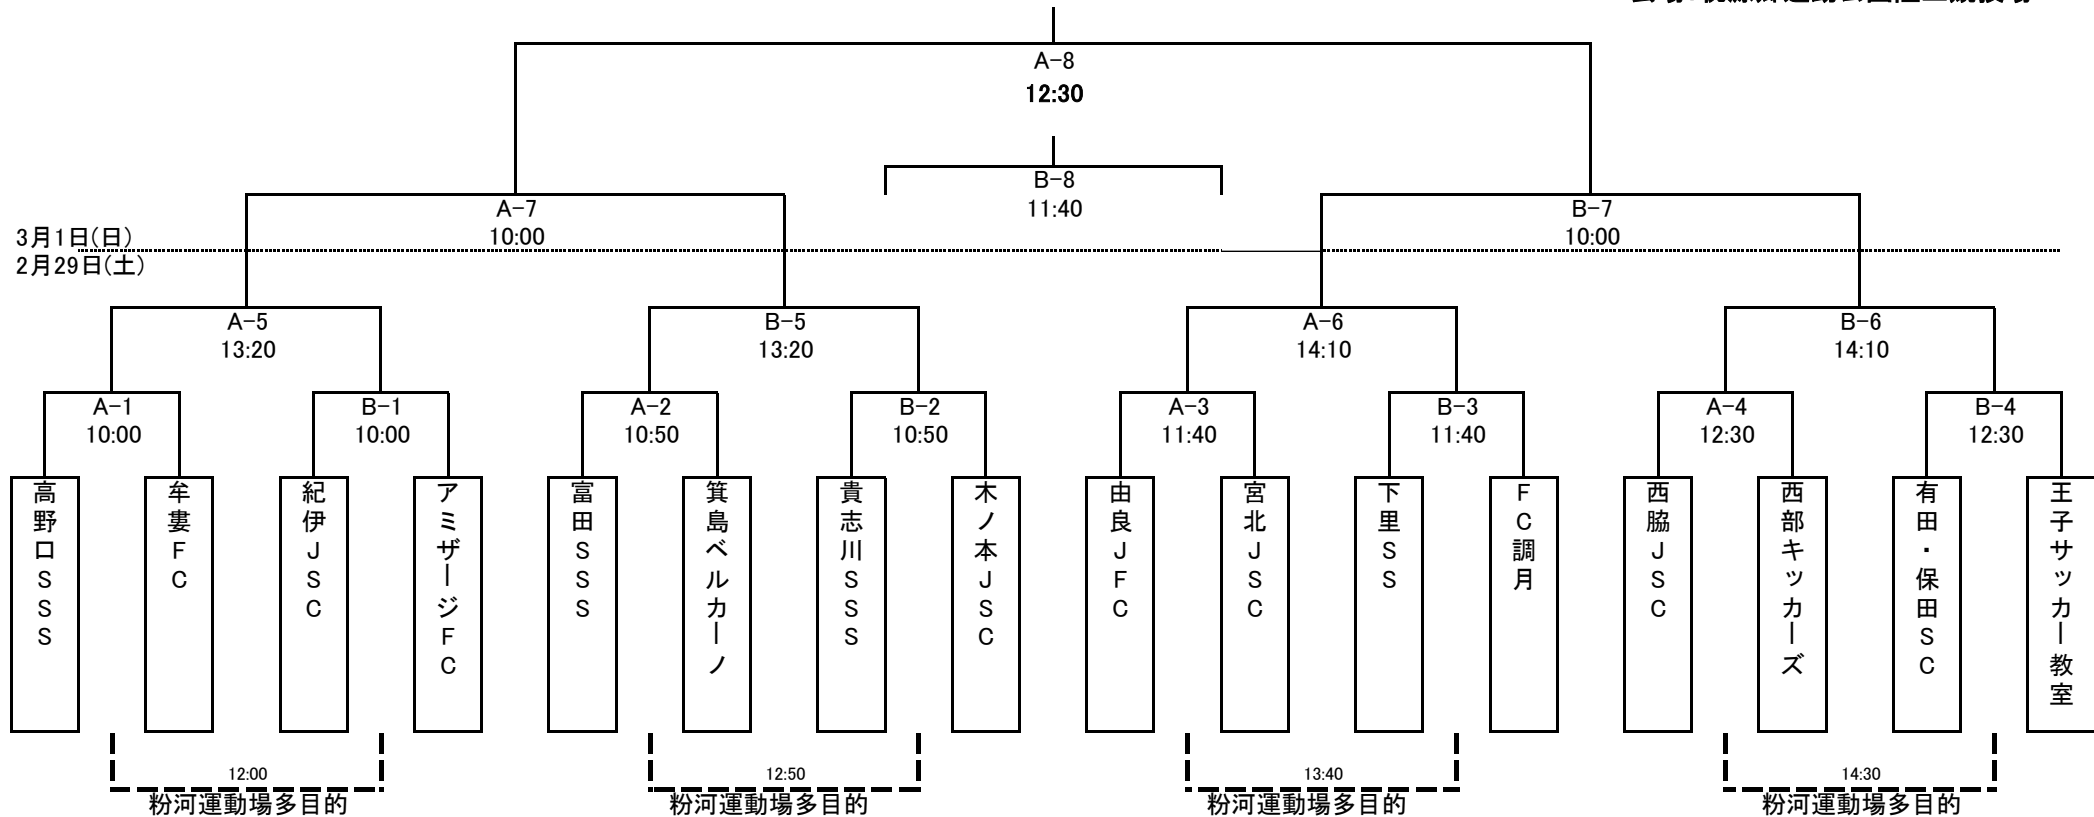 A-8
12:30
B-8
11:40
A-7
10:00
B-7
10:00
3月1日(日)
2月29日(土)
A-5
13:20
B-5
13:20
A-6
14:10
B-6
14:10
A-1
10:00
B-1
10:00
A-2
10:50
B-2
10:50
A-3
11:40
B-3
11:40
A-4
12:30
B-4
12:30
高野口SSS
牟婁FC
紀伊JSC
アミザージFC
富田SSS
箕島ベルカーノ
貴志川SSS
木ノ本JSC
由良JFC
宮北JSC
下里SS
FC調月
西脇JSC
西部キッカーズ
有田・保田SC
王子サッカー教室
12:00
粉河運動場多目的
12:50
粉河運動場多目的
13:40
粉河運動場多目的
14:30
粉河運動場多目的